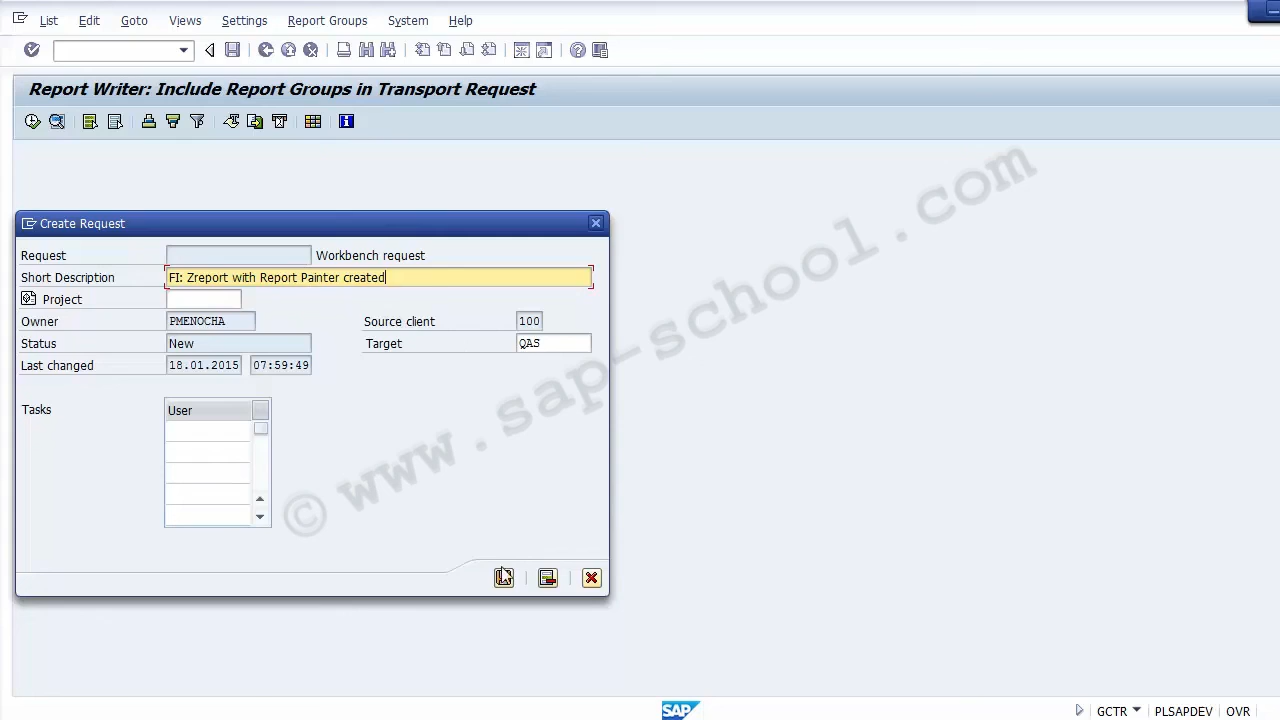 List Edit Goto Views Settings Report Groups System Help
Report Writer: Include Report Groups in Transport Request
Create Request
Request Workbench request
Short Description FI: Zreport with Report Painter created
Project
Owner PMENOCHA Source client 100
Status New Target QAS
Last changed 18.01.2015 07:59:49
Tasks User
© www.sap-school.com
SAP GCTR PLSAPDEV OVR